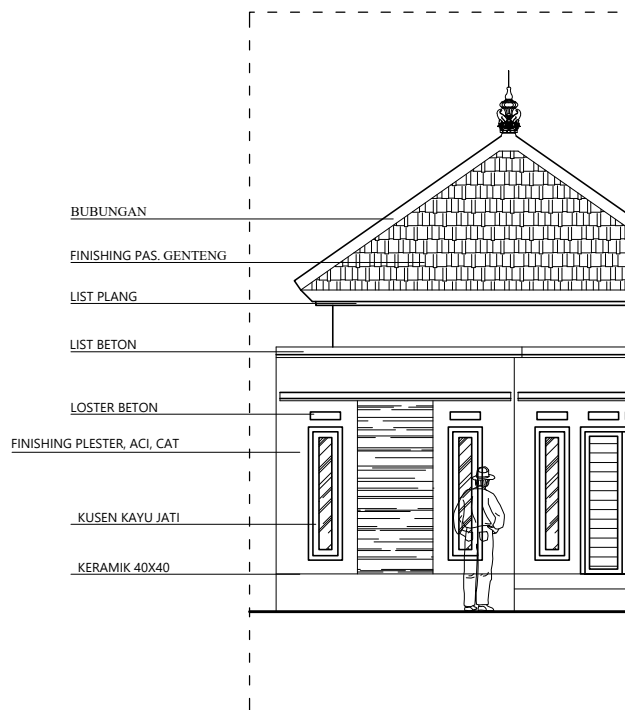 BUBUNGAN
FINISHING PAS. GENTENG
LIST PLANG
LIST BETON
LOSTER BETON
FINISHING PLESTER, ACI, CAT
KUSEN KAYU JATI
KERAMIK 40X40